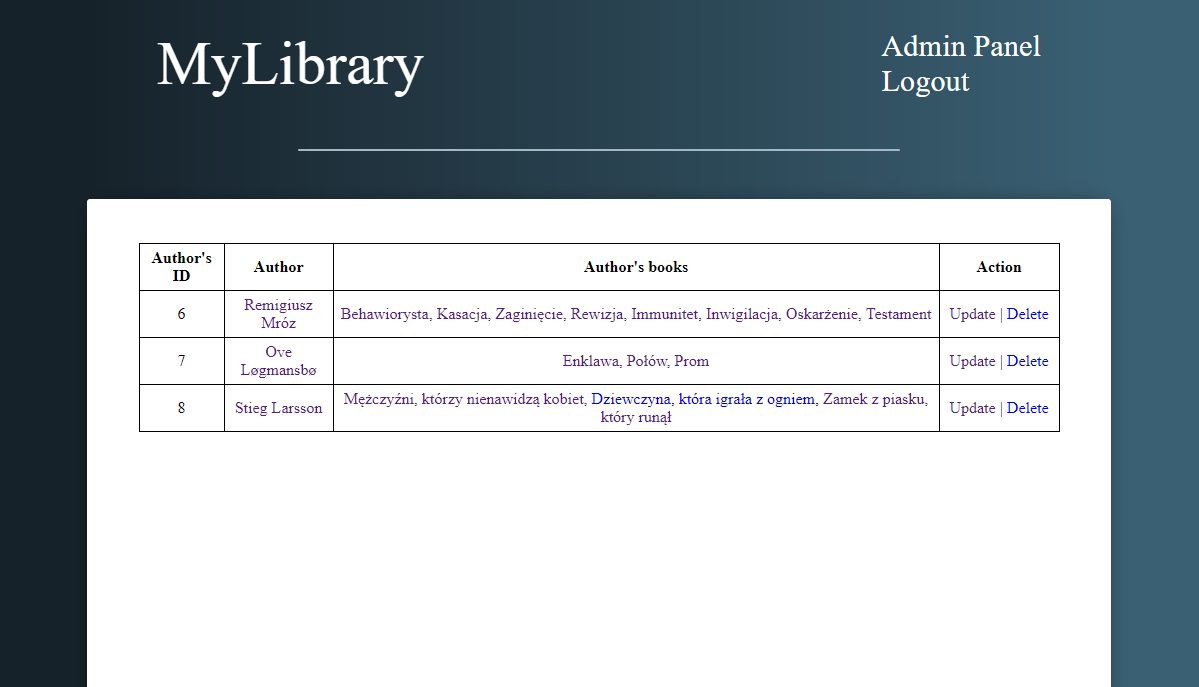 MyLibrary
Admin Panel
Logout
Author's
ID
Author
Author's books
Action
6
Remigiusz
Mróz
Behawiorysta, Kasacja, Zaginięcie, Rewizja, Immunitet, Inwigilacja, Oskarżenie, Testament
Update | Delete
7
Ove
Løgmansbø
Enklawa, Połów, Prom
Update | Delete
8
Stieg Larsson
Mężczyźni, którzy nienawidzą kobiet, Dziewczyna, która igrała z ogniem, Zamek z piasku,
który runął
Update | Delete